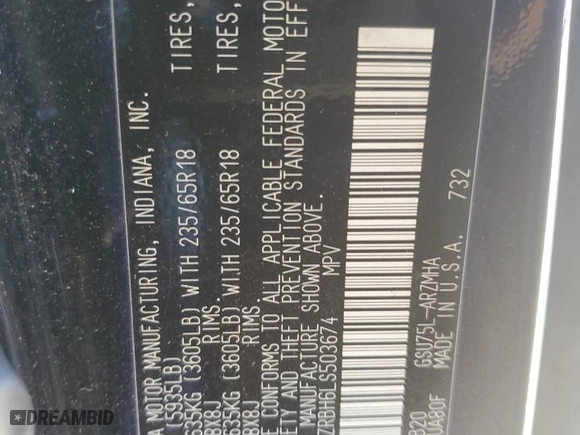 A MOTOR MANUFACTURING, INDIANA, INC.
(5935LB)
635KG (3605LB) WITH 235/65R18 TIRES,
8X8J RIMS.
635KG (3605LB) WITH 235/65R18 TIRES,
8X8J RIMS.
E CONFORMS TO ALL APPLICABLE FEDERAL MOTO
ETY AND THEFT PREVENTION STANDARDS IN EFF
MANUFACTURE SHOWN ABOVE.
ZRBH6LS503674 MPV
B20 GSU75L-ARZMHA
UA80F MADE IN U.S.A. 732
© BIDFAX